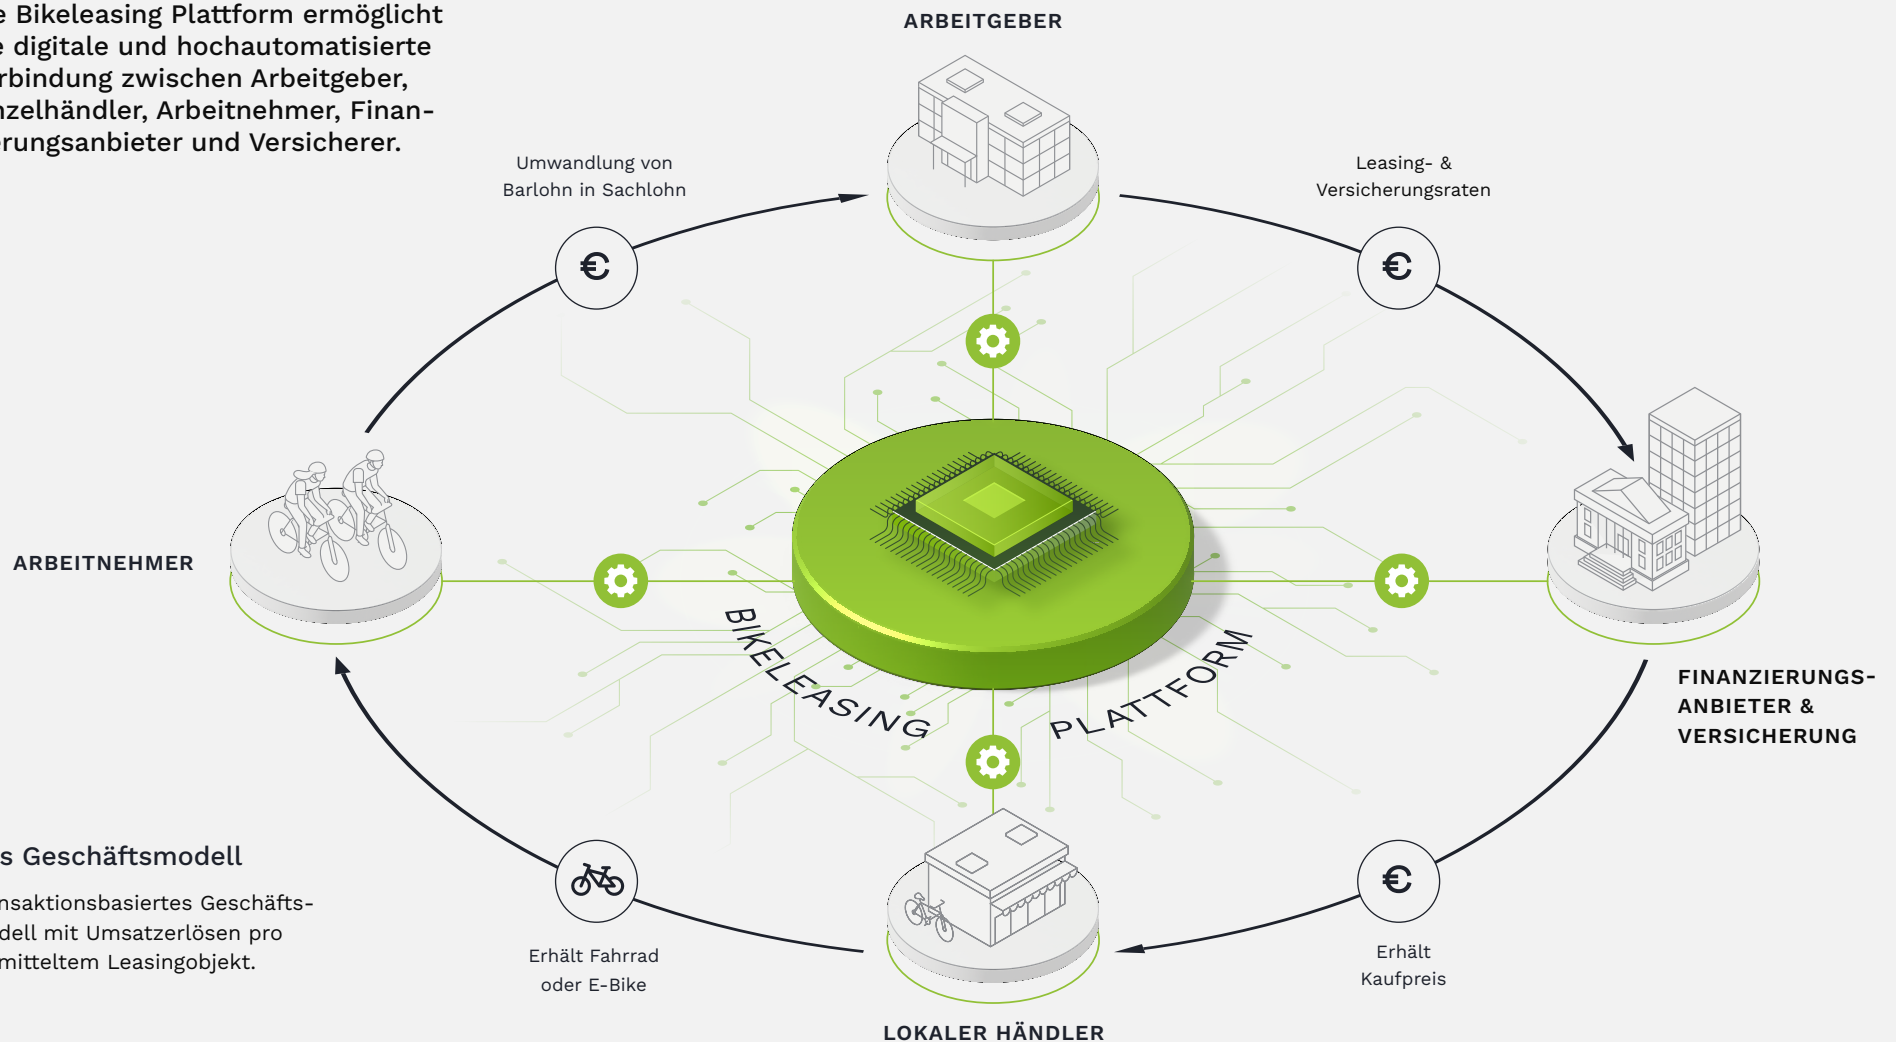 e Bikeleasing Plattform ermöglicht
e digitale und hochautomatisierte
rbindung zwischen Arbeitgeber,
nzelhändler, Arbeitnehmer, Finan-
erungsanbieter und Versicherer.
ARBEITGEBER
Umwandlung von
Barlohn in Sachlohn
€
Leasing- &
Versicherungsraten
€
ARBEITNEHMER
BIKELEASING PLATTFORM
FINANZIERUNGS-
ANBIETER &
VERSICHERUNG
s Geschäftsmodell
nsaktionsbasiertes Geschäfts-
dell mit Umsatzerlösen pro
mitteltem Leasingobjekt.
Erhält Fahrrad
oder E-Bike
€
Erhält
Kaufpreis
LOKALER HÄNDLER